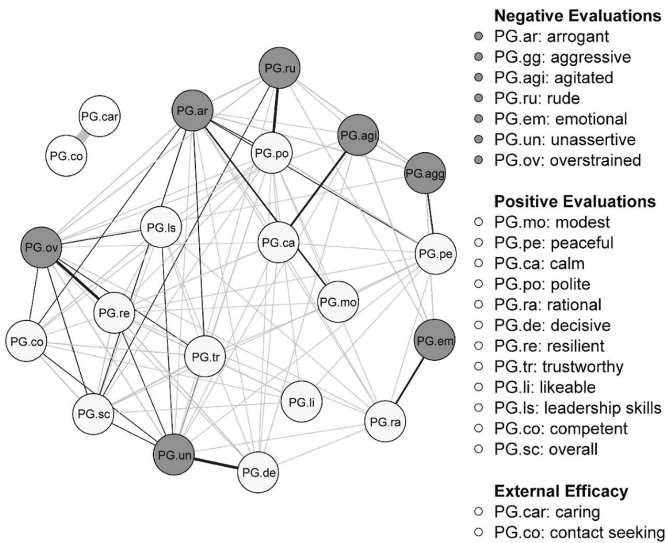 PG.ru
PG.car
PG.ar
PG.agi
PG.co
PG.po
PG.agg
PG.ls
PG.ov
PG.ca
PG.pe
PG.mo
PG.re
PG.co
PG.tr
PG.em
PG.li
PG.sc
PG.ra
PG.un
PG.de
Negative Evaluations
PG.ar: arrogant
PG.gg: aggressive
PG.agi: agitated
PG.ru: rude
PG.em: emotional
PG.un: unassertive
PG.ov: overstrained
Positive Evaluations
PG.mo: modest
PG.pe: peaceful
PG.ca: calm
PG.po: polite
PG.ra: rational
PG.de: decisive
PG.re: resilient
PG.tr: trustworthy
PG.li: likeable
PG.ls: leadership skills
PG.co: competent
PG.sc: overall
External Efficacy
PG.car: caring
PG.co: contact seeking